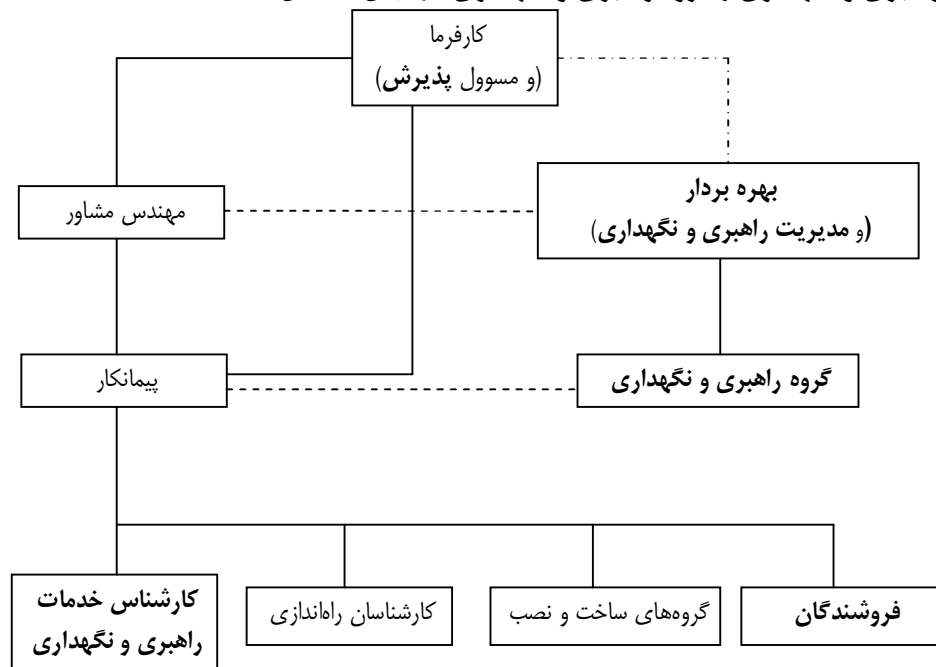 کارفرما
(و مسوول پذیرش)
بهره بردار
(و مدیریت راهبری و نگهداری)
مهندس مشاور
گروه راهبری و نگهداری
پیمانکار
فروشندگان
گروه‌های ساخت و نصب
کارشناسان راه‌اندازی
کارشناس خدمات
راهبری و نگهداری